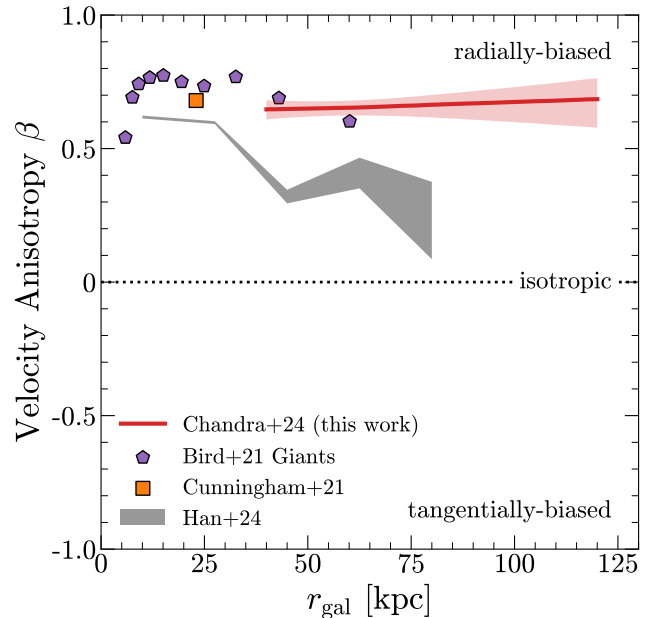 1.0
radially-biased
0.5
Velocity Anisotropy β
0
isotropic
-0.5
Chandra+24 (this work)
Bird+21 Giants
Cunningham+21
Han+24
tangentially-biased
-1.0
0 25 50 75 100 125
r_gal [kpc]